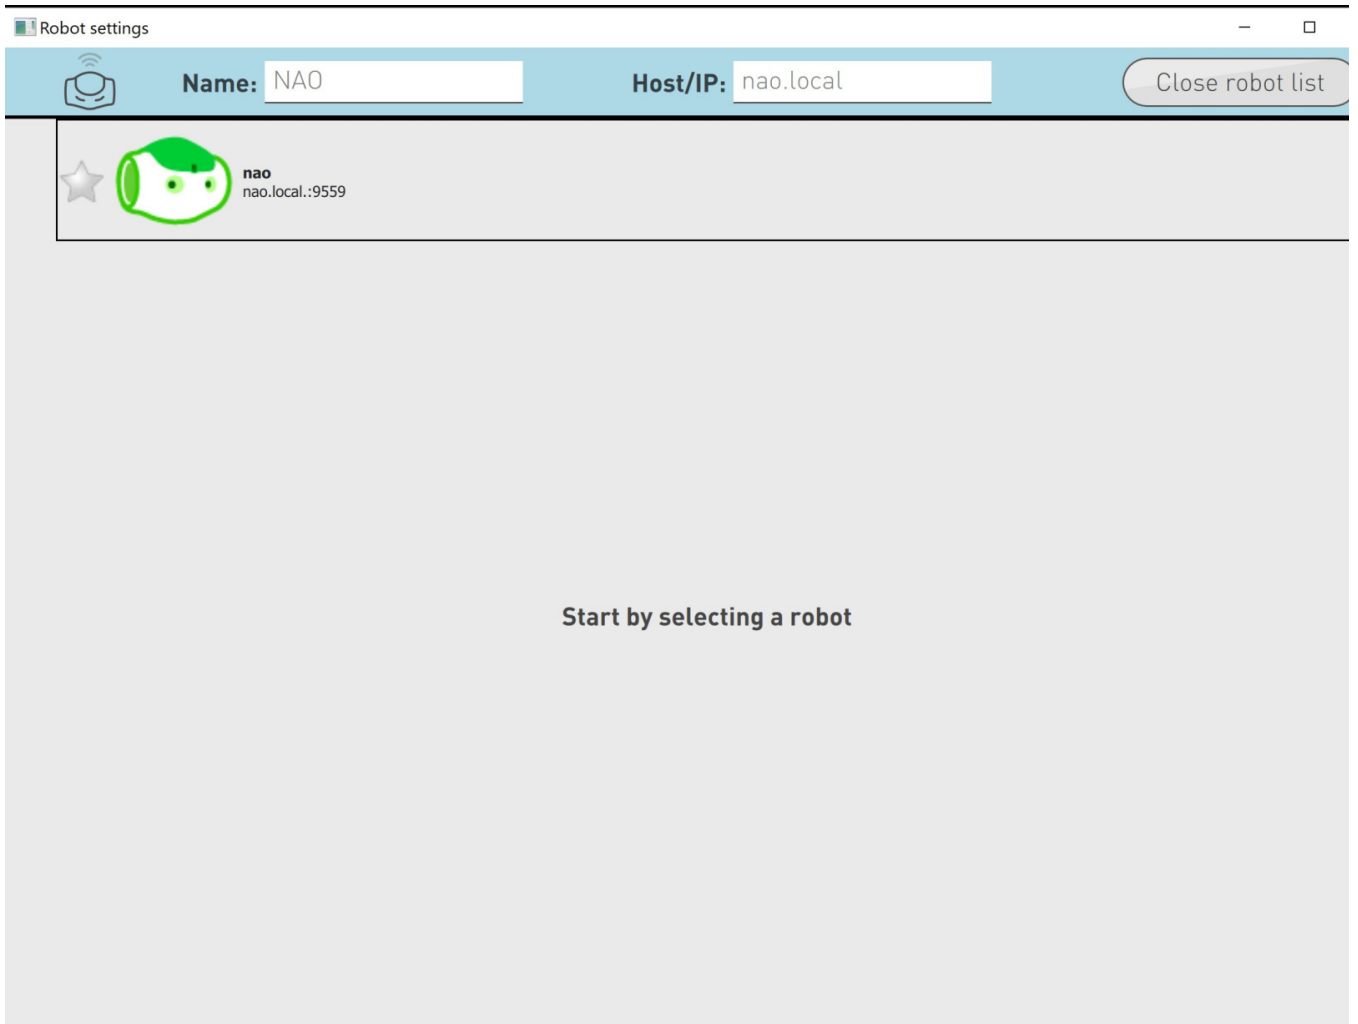 Robot settings
Name: NAO Host/IP: nao.local Close robot list
nao
nao.local.:9559
Start by selecting a robot